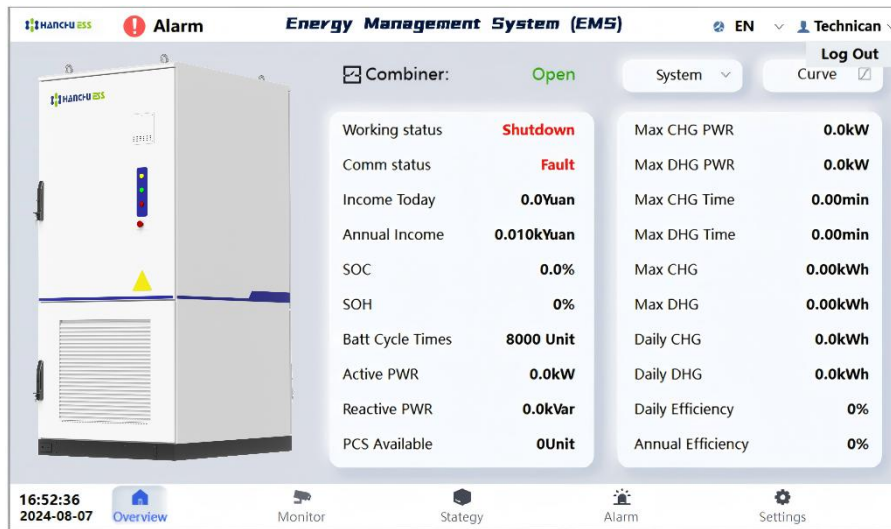 HANCHU ESS
Alarm
Energy Management System (EMS)
EN
Technican
Log Out
HANCHU ESS
Combiner:
Open
System
Curve
Working status Shutdown
Comm status Fault
Income Today 0.0Yuan
Annual Income 0.010kYuan
SOC 0.0%
SOH 0%
Batt Cycle Times 8000 Unit
Active PWR 0.0kW
Reactive PWR 0.0kVar
PCS Available 0Unit
Max CHG PWR 0.0kW
Max DHG PWR 0.0kW
Max CHG Time 0.00min
Max DHG Time 0.00min
Max CHG 0.00kWh
Max DHG 0.00kWh
Daily CHG 0.0kWh
Daily DHG 0.0kWh
Daily Efficiency 0%
Annual Efficiency 0%
16:52:36
2024-08-07
Overview
Monitor
Stategy
Alarm
Settings